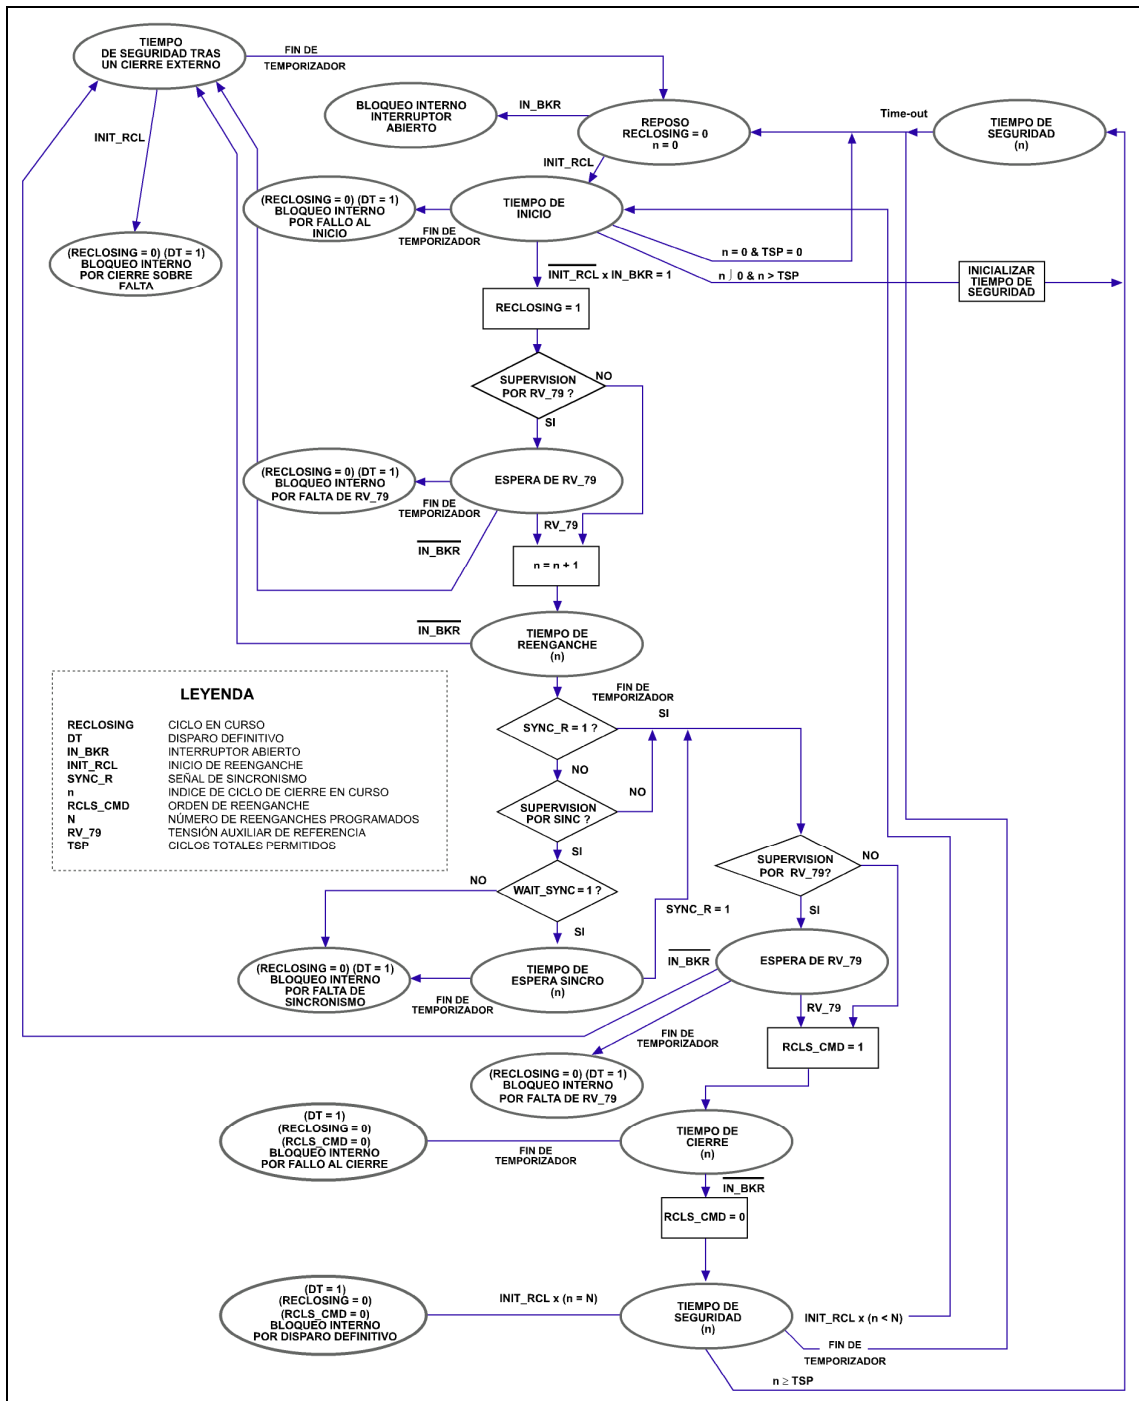 TIEMPO
DE SEGURIDAD TRAS
UN CIERRE EXTERNO
FIN DE
TEMPORIZADOR
BLOQUEO INTERNO
INTERRUPTOR
ABIERTO
IN_BKR
REPOSO
RECLOSING = 0
n = 0
Time-out
TIEMPO DE
SEGURIDAD
(n)
INIT_RCL
INIT_RCL
(RECLOSING = 0) (DT = 1)
BLOQUEO INTERNO
POR FALLO AL
INICIO
FIN DE
TEMPORIZADOR
TIEMPO DE
INICIO
(RECLOSING = 0) (DT = 1)
BLOQUEO INTERNO
POR CIERRE SOBRE
FALTA
n = 0 & TSP = 0
INIT_RCL x IN_BKR = 1
n ⌡ 0 & n > TSP
INICIALIZAR
TIEMPO DE
SEGURIDAD
RECLOSING = 1
SUPERVISION
POR RV_79 ?
NO
SI
(RECLOSING = 0) (DT = 1)
BLOQUEO INTERNO
POR FALTA DE RV_79
FIN DE
TEMPORIZADOR
ESPERA DE RV_79
IN_BKR
RV_79
n = n + 1
IN_BKR
TIEMPO DE
REENGANCHE
(n)
FIN DE
TEMPORIZADOR
LEYENDA
RECLOSING CICLO EN CURSO
DT DISPARO DEFINITIVO
IN_BKR INTERRUPTOR ABIERTO
INIT_RCL INICIO DE REENGANCHE
SYNC_R SEÑAL DE SINCRONISMO
n INDICE DE CICLO DE CIERRE EN CURSO
RCLS_CMD ORDEN DE REENGANCHE
N NÚMERO DE REENGANCHES PROGRAMADOS
RV_79 TENSIÓN AUXILIAR DE REFERENCIA
TSP CICLOS TOTALES PERMITIDOS
SYNC_R = 1 ?
SI
NO
SUPERVISION
POR SINC ?
NO
SI
WAIT_SYNC = 1 ?
NO
SI
SYNC_R = 1
SUPERVISION
POR RV_79?
NO
SI
(RECLOSING = 0) (DT = 1)
BLOQUEO INTERNO
POR FALTA DE
SINCRONISMO
FIN DE
TEMPORIZADOR
TIEMPO DE
ESPERA SINCRO
(n)
IN_BKR
ESPERA DE RV_79
RV_79
FIN DE
TEMPORIZADOR
RCLS_CMD = 1
(RECLOSING = 0) (DT = 1)
BLOQUEO INTERNO
POR FALTA DE RV_79
(DT = 1)
(RECLOSING = 0)
(RCLS_CMD = 0)
BLOQUEO INTERNO
POR FALLO AL CIERRE
FIN DE
TEMPORIZADOR
TIEMPO DE
CIERRE
(n)
IN_BKR
RCLS_CMD = 0
(DT = 1)
(RECLOSING = 0)
(RCLS_CMD = 0)
BLOQUEO INTERNO
POR DISPARO DEFINITIVO
INIT_RCL x (n = N)
TIEMPO DE
SEGURIDAD
(n)
INIT_RCL x (n < N)
FIN DE
TEMPORIZADOR
n ≥ TSP